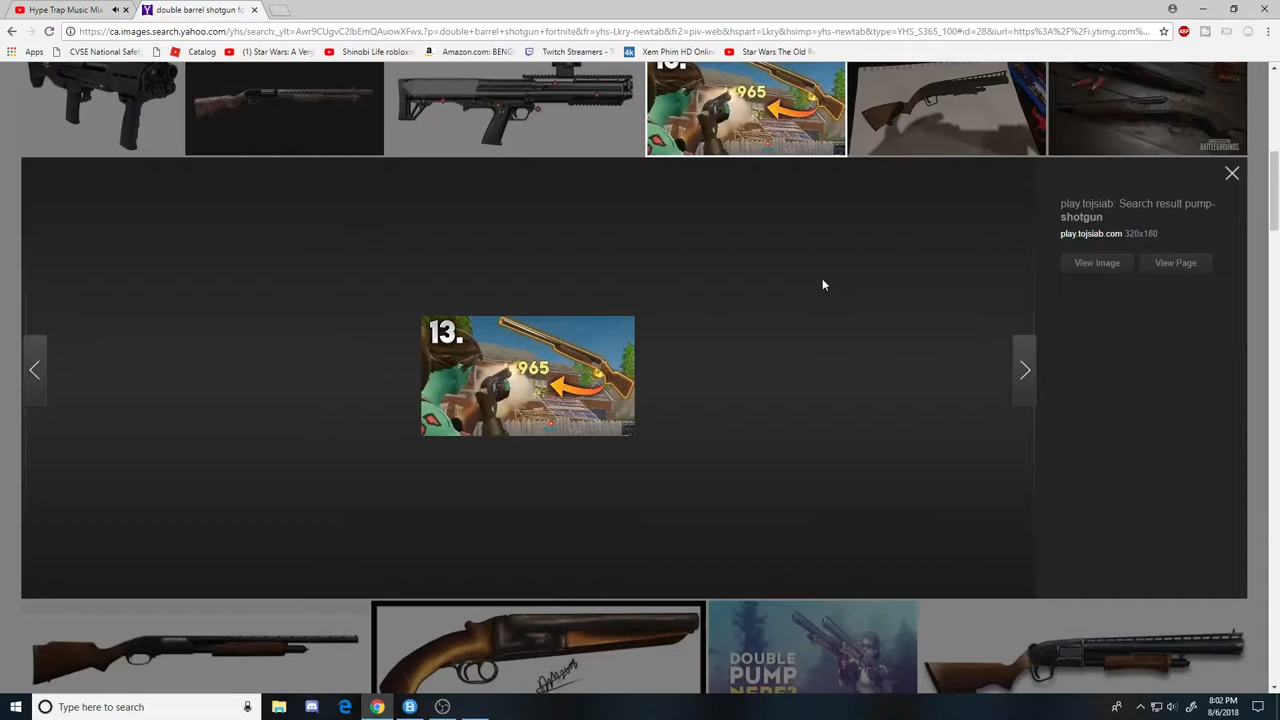 Hype Trap Music Mix
double barrel shotgun fo
https://ca.images.search.yahoo.com/yhs/search;_ylt=Awr9CUgvC2lbEmQAUowXFwx.?p=double+barrel+shotgun+fortnite&fr=yhs-Lkry-newtab&fr2=piv-web&hspart=Lkry&hsimp=yhs-newtab&type=YHS_S365_100#id=28&iurl=https%3A%2F%2Fi.ytimg.com%2F...
Apps
CVSE National Safet
Catalog
(1) Star Wars: A Verg
Shinobi Life roblox
Amazon.com: BENG
Twitch Streamers -
4k
Xem Phim HD Onlin
Star Wars The Old R
965
BATTLEGROUNDS
play.tojsiab: Search result pump-
shotgun
play.tojsiab.com 320x180
View Image
View Page
13.
965
DOUBLE
PUMP
NERF?
Type here to search
8:02 PM
8/6/2018